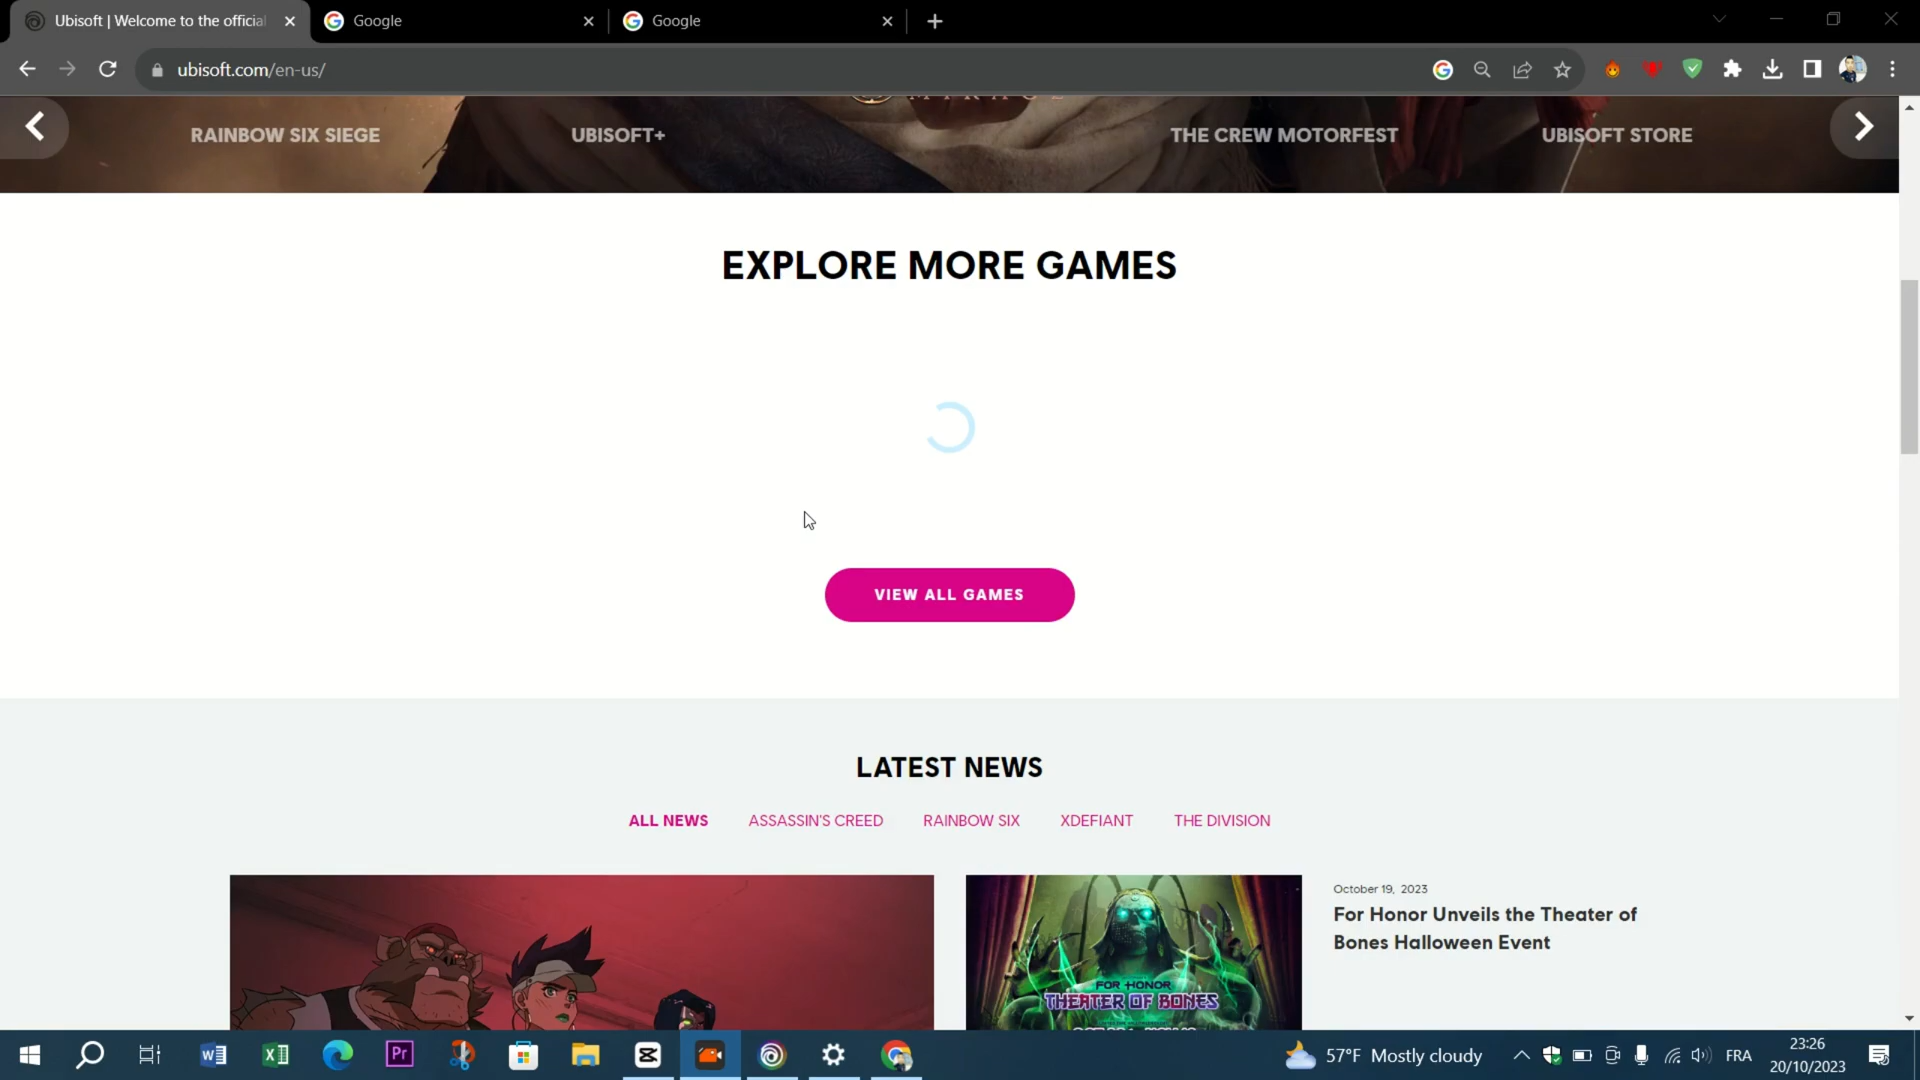 Ubisoft | Welcome to the official
Google
Google
ubisoft.com/en-us/
RAINBOW SIX SIEGE
UBISOFT+
THE CREW MOTORFEST
UBISOFT STORE
EXPLORE MORE GAMES
VIEW ALL GAMES
LATEST NEWS
ALL NEWS
ASSASSIN'S CREED
RAINBOW SIX
XDEFIANT
THE DIVISION
October 19, 2023
For Honor Unveils the Theater of
Bones Halloween Event
FOR HONOR
THEATER OF BONES
Pr
57°F Mostly cloudy
FRA
23:26
20/10/2023